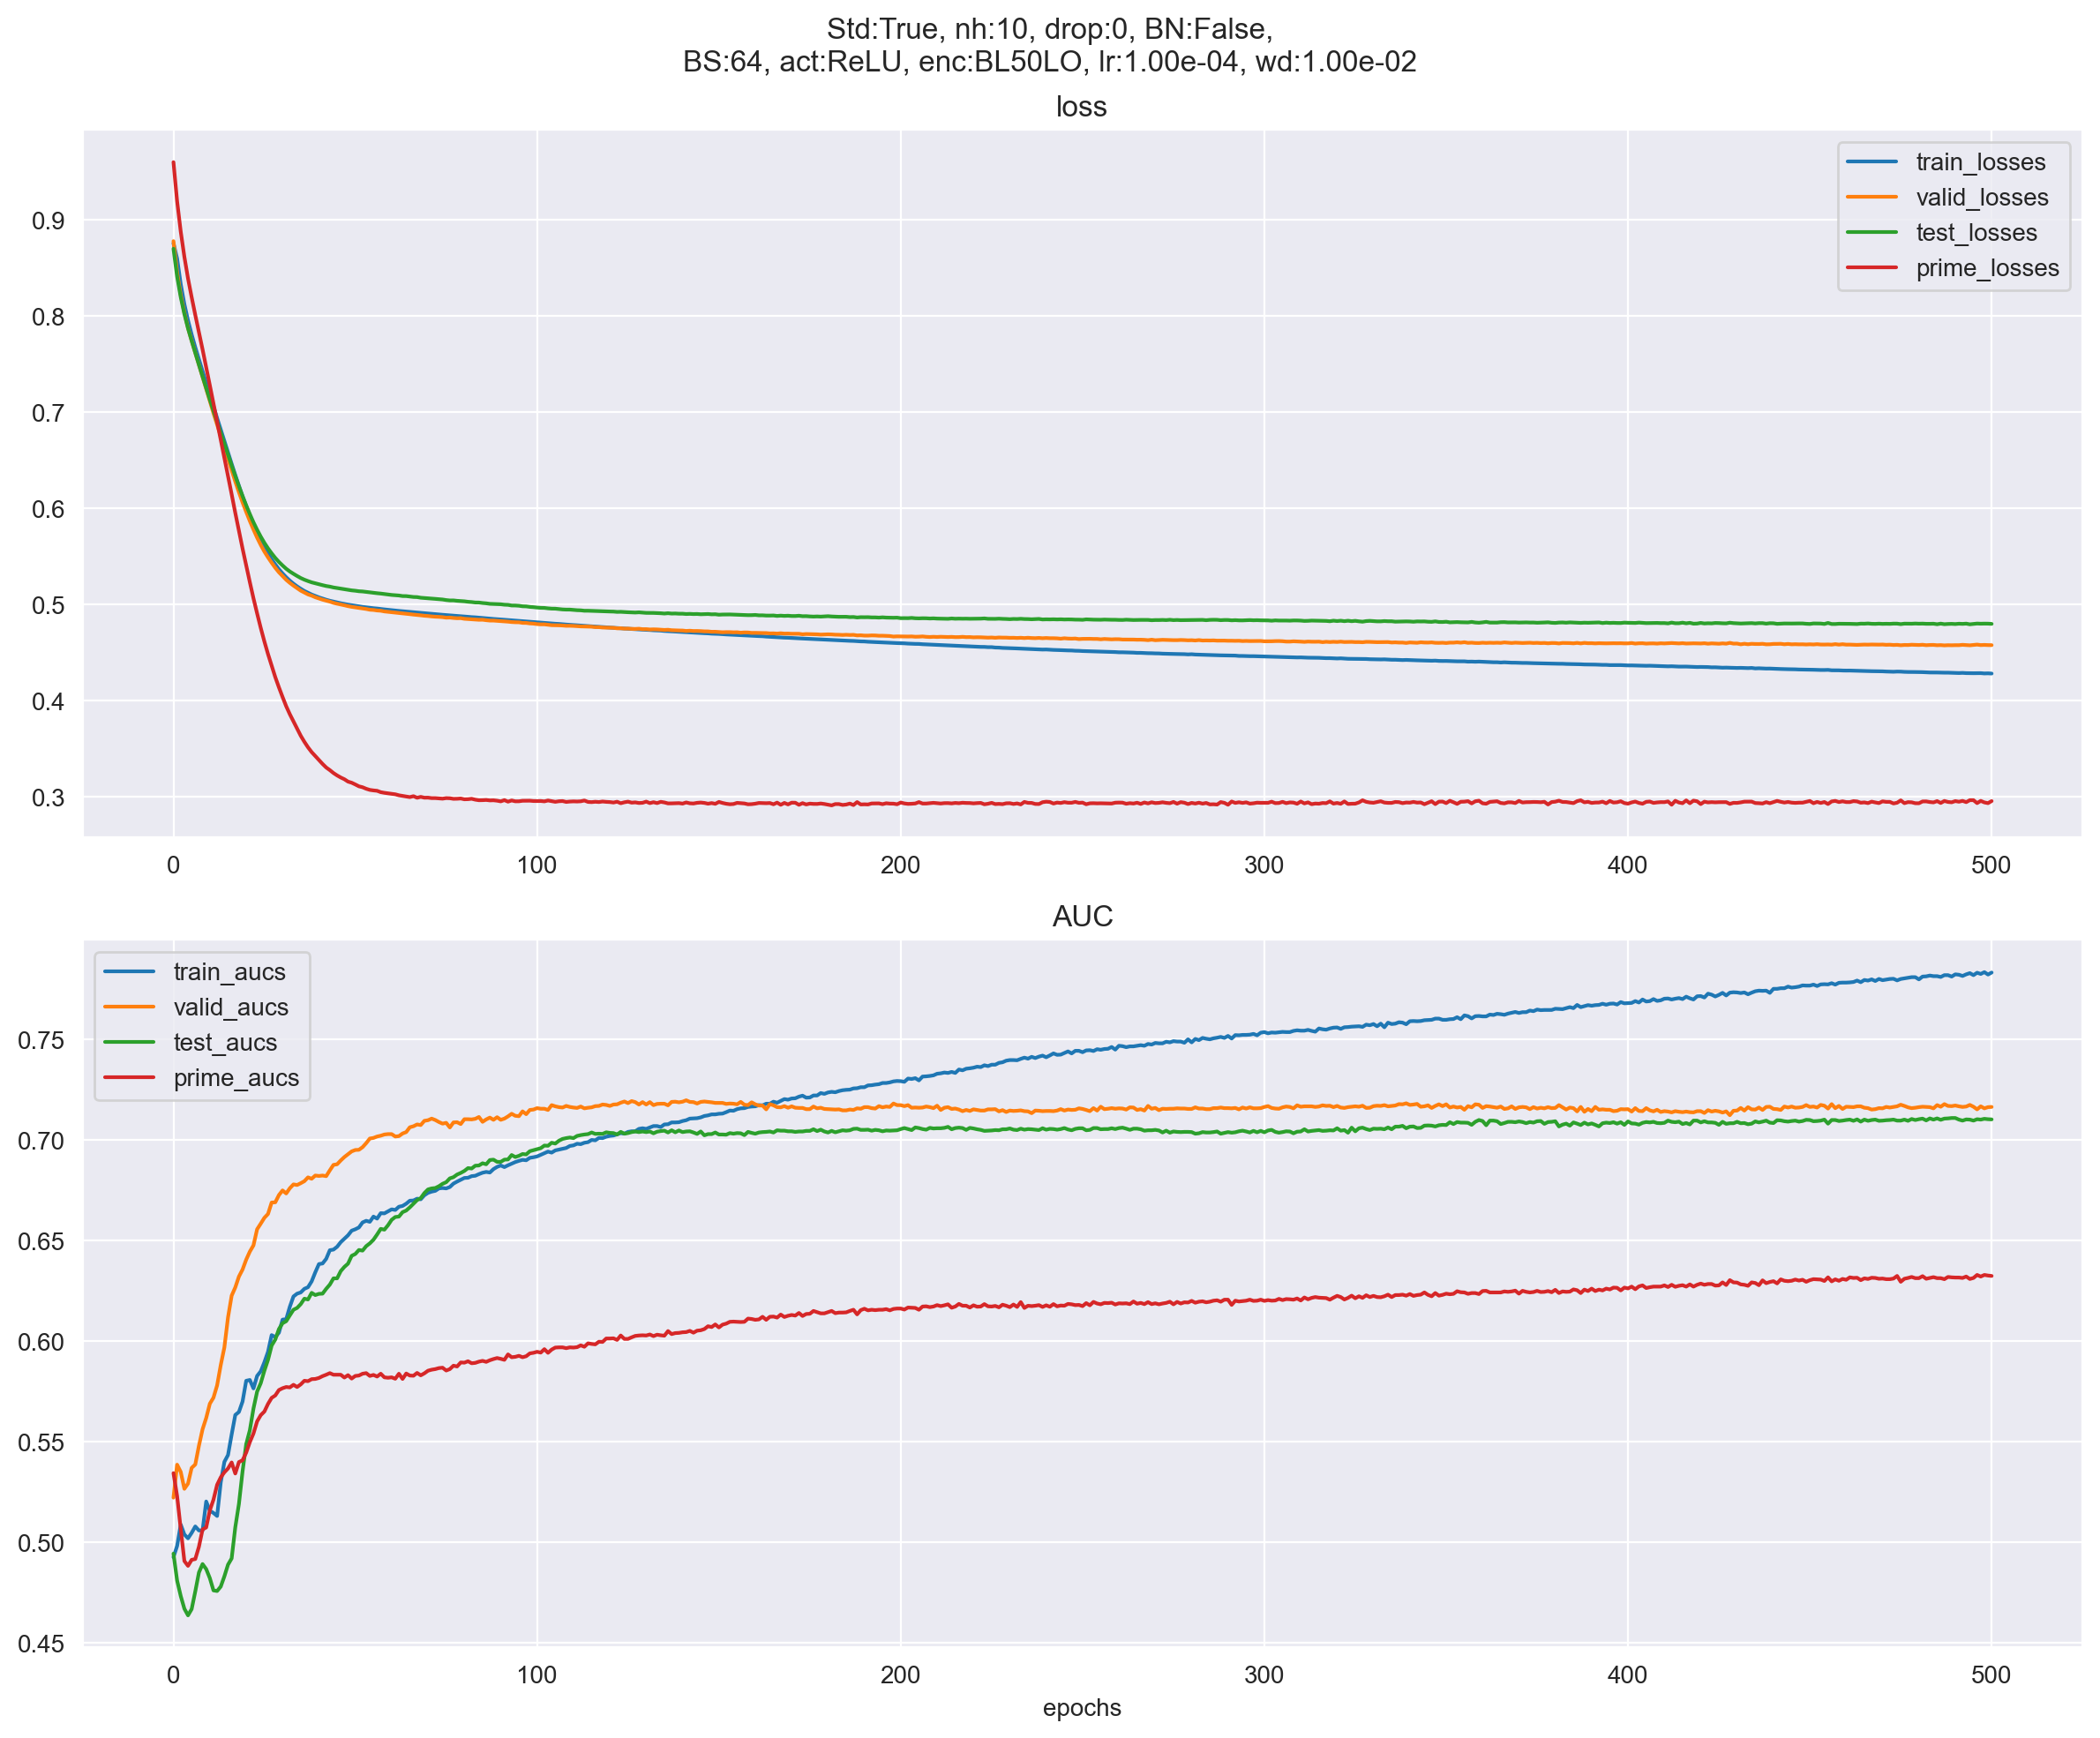 Std:True, nh:10, drop:0, BN:False,
BS:64, act:ReLU, enc:BL50LO, lr:1.00e-04, wd:1.00e-02
loss
train_losses
valid_losses
test_losses
prime_losses
0.9
0.8
0.7
0.6
0.5
0.4
0.3
0 100 200 300 400 500
AUC
train_aucs
valid_aucs
test_aucs
prime_aucs
0.75
0.70
0.65
0.60
0.55
0.50
0.45
0 100 200 300 400 500
epochs